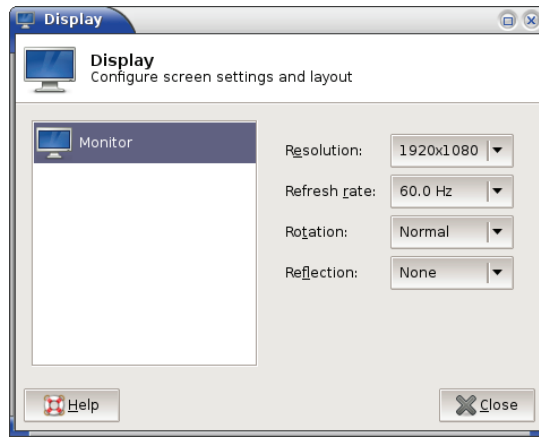 Display
Display
Configure screen settings and layout
Monitor
Resolution: 1920x1080
Refresh rate: 60.0 Hz
Rotation: Normal
Reflection: None
Help
Close